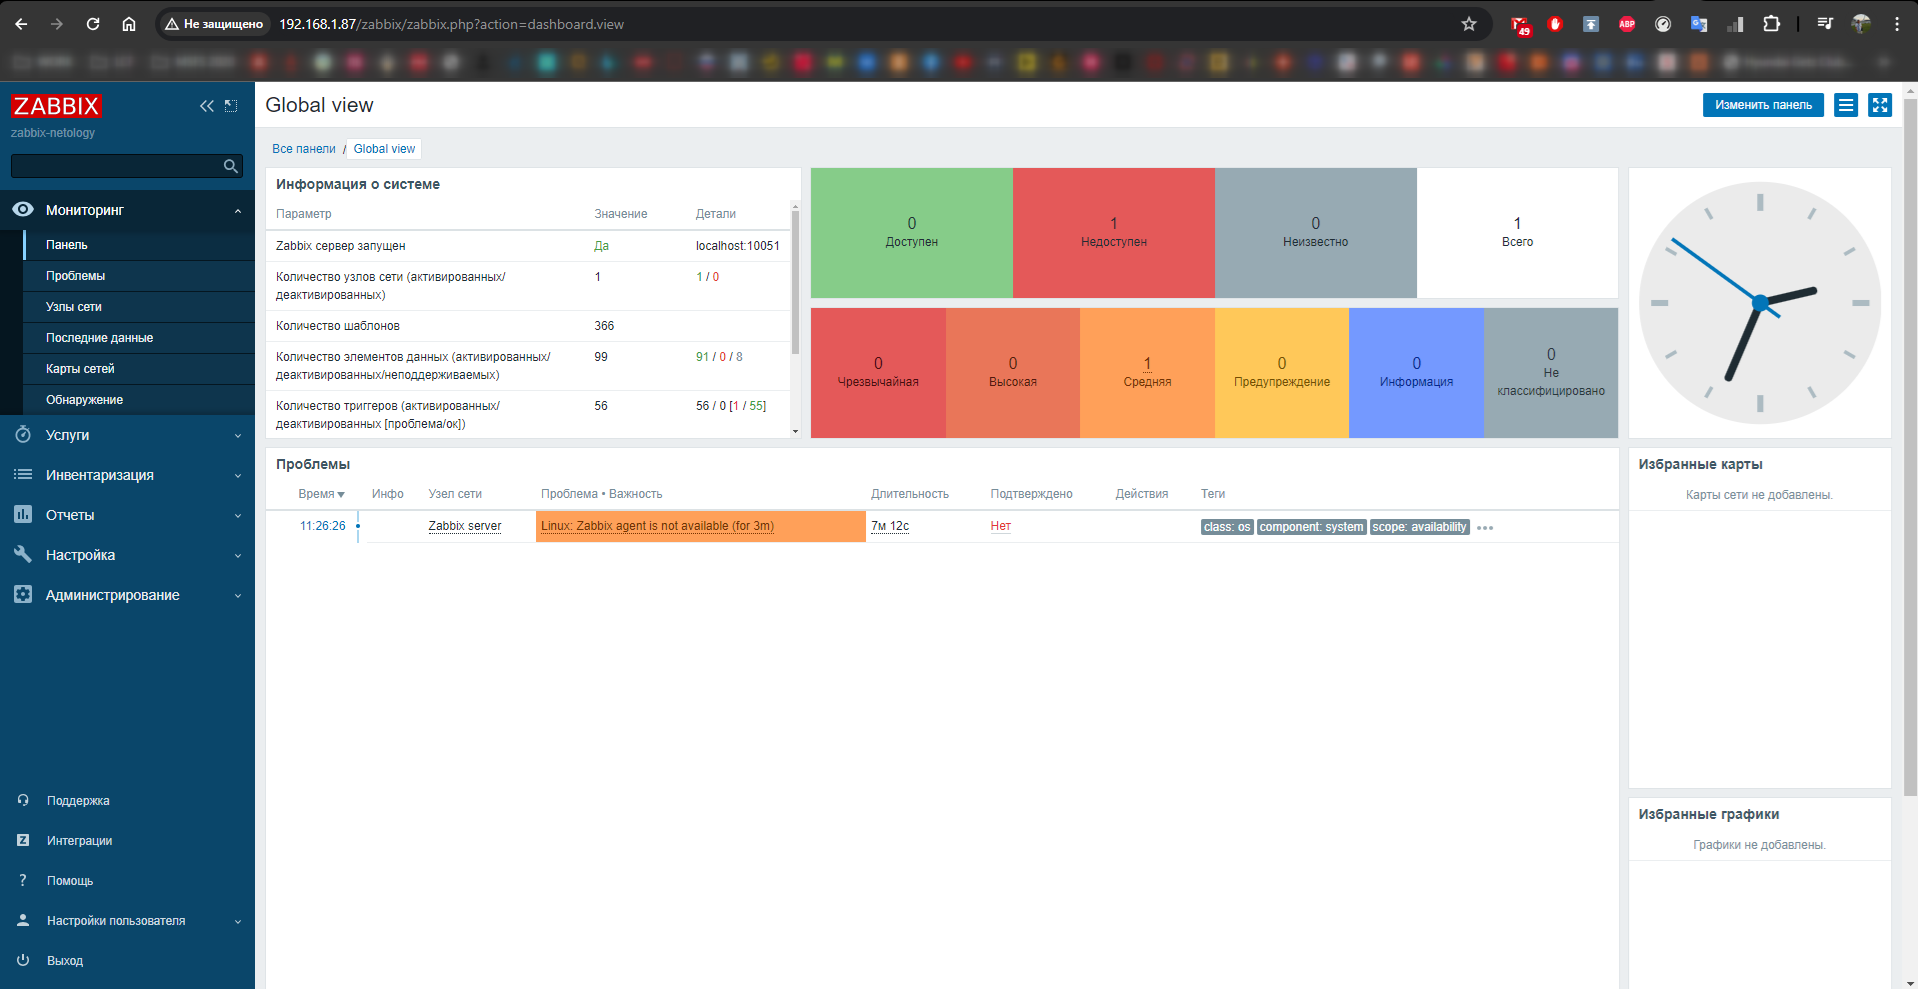 Не защищено
192.168.1.87/zabbix/zabbix.php?action=dashboard.view
49
ABP
ZABBIX
zabbix-netology
Мониторинг
Панель
Проблемы
Узлы сети
Последние данные
Карты сетей
Обнаружение
Услуги
Инвентаризация
Отчеты
Настройка
Администрирование
Поддержка
Z
Интеграции
?
Помощь
Настройки пользователя
Выход
Global view
Изменить панель
Все панели / Global view
Информация о системе
Параметр Значение Детали
Zabbix сервер запущен Да localhost:10051
Количество узлов сети (активированных/
деактивированных) 1 1 / 0
Количество шаблонов 366
Количество элементов данных (активированных/
деактивированных/неподдерживаемых) 99 91 / 0 / 8
Количество триггеров (активированных/
деактивированных [проблема/ок]) 56 56 / 0 [1 / 55]
0
Доступен
1
Недоступен
0
Неизвестно
1
Всего
0
Чрезвычайная
0
Высокая
1
Средняя
0
Предупреждение
0
Информация
0
Не
классифицировано
Проблемы
Время Инфо Узел сети Проблема • Важность Длительность Подтверждено Действия Теги
11:26:26 Zabbix server Linux: Zabbix agent is not available (for 3m) 7м 12с Нет class: os component: system scope: availability
Избранные карты
Карты сети не добавлены.
Избранные графики
Графики не добавлены.